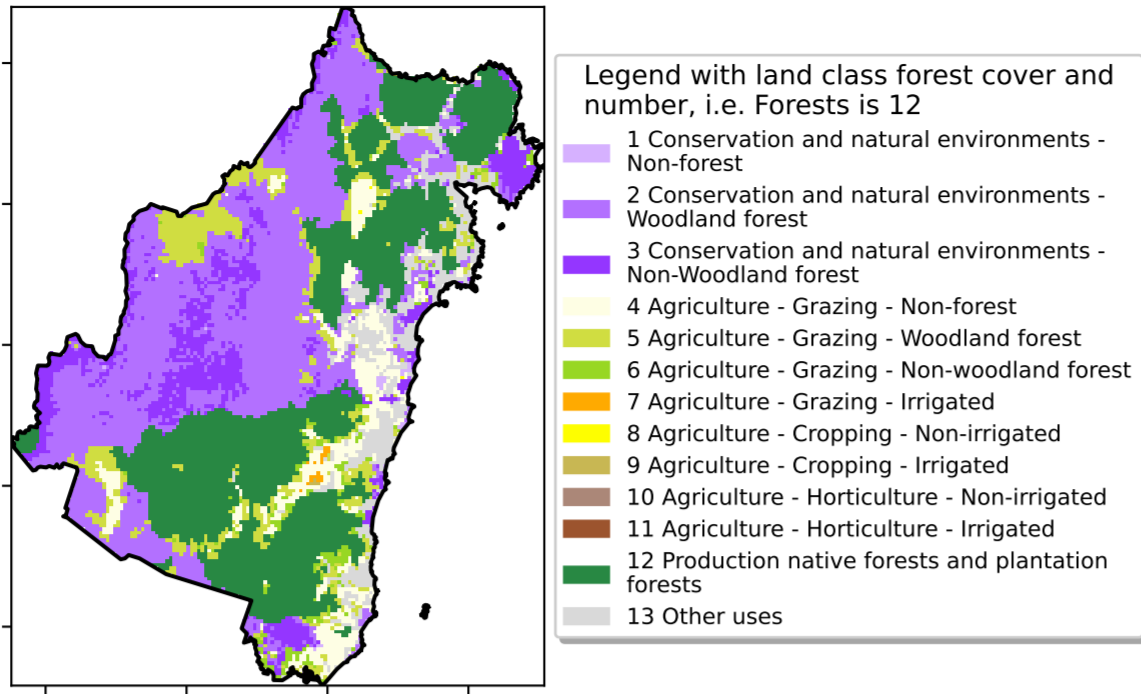 Legend with land class forest cover and
number, i.e. Forests is 12
1 Conservation and natural environments -
Non-forest
2 Conservation and natural environments -
Woodland forest
3 Conservation and natural environments -
Non-Woodland forest
4 Agriculture - Grazing - Non-forest
5 Agriculture - Grazing - Woodland forest
6 Agriculture - Grazing - Non-woodland forest
7 Agriculture - Grazing - Irrigated
8 Agriculture - Cropping - Non-irrigated
9 Agriculture - Cropping - Irrigated
10 Agriculture - Horticulture - Non-irrigated
11 Agriculture - Horticulture - Irrigated
12 Production native forests and plantation
forests
13 Other uses